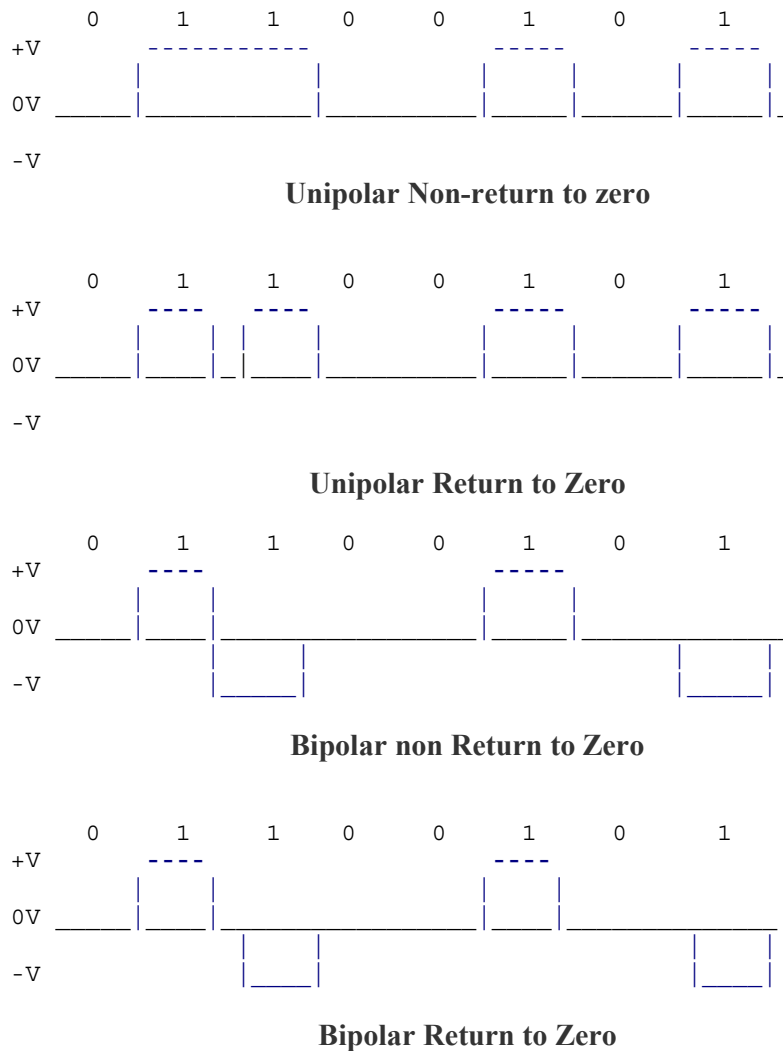 0 1 1 0 0 1 0 1
+V
0V
-V
Unipolar Non-return to zero
0 1 1 0 0 1 0 1
+V
0V
-V
Unipolar Return to Zero
0 1 1 0 0 1 0 1
+V
0V
-V
Bipolar non Return to Zero
0 1 1 0 0 1 0 1
+V
0V
-V
Bipolar Return to Zero